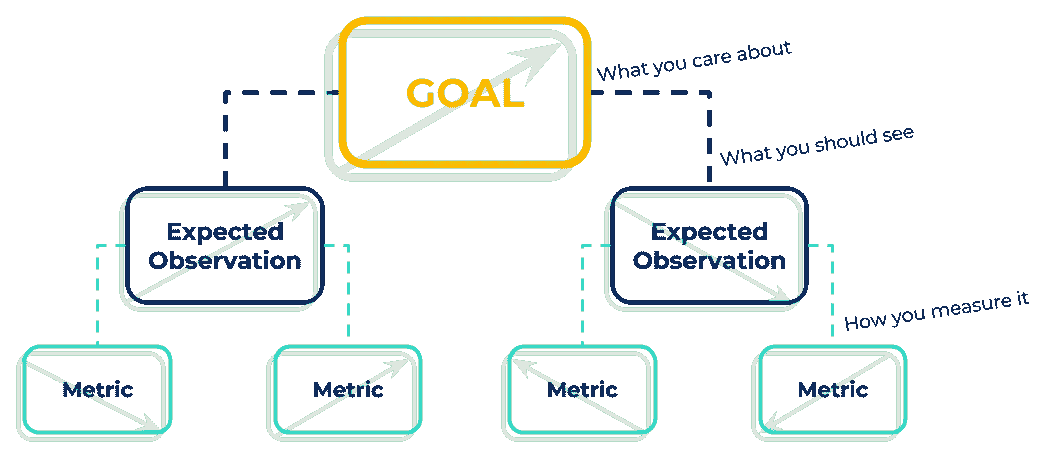 GOAL
What you care about
What you should see
Expected
Observation
Expected
Observation
How you measure it
Metric
Metric
Metric
Metric